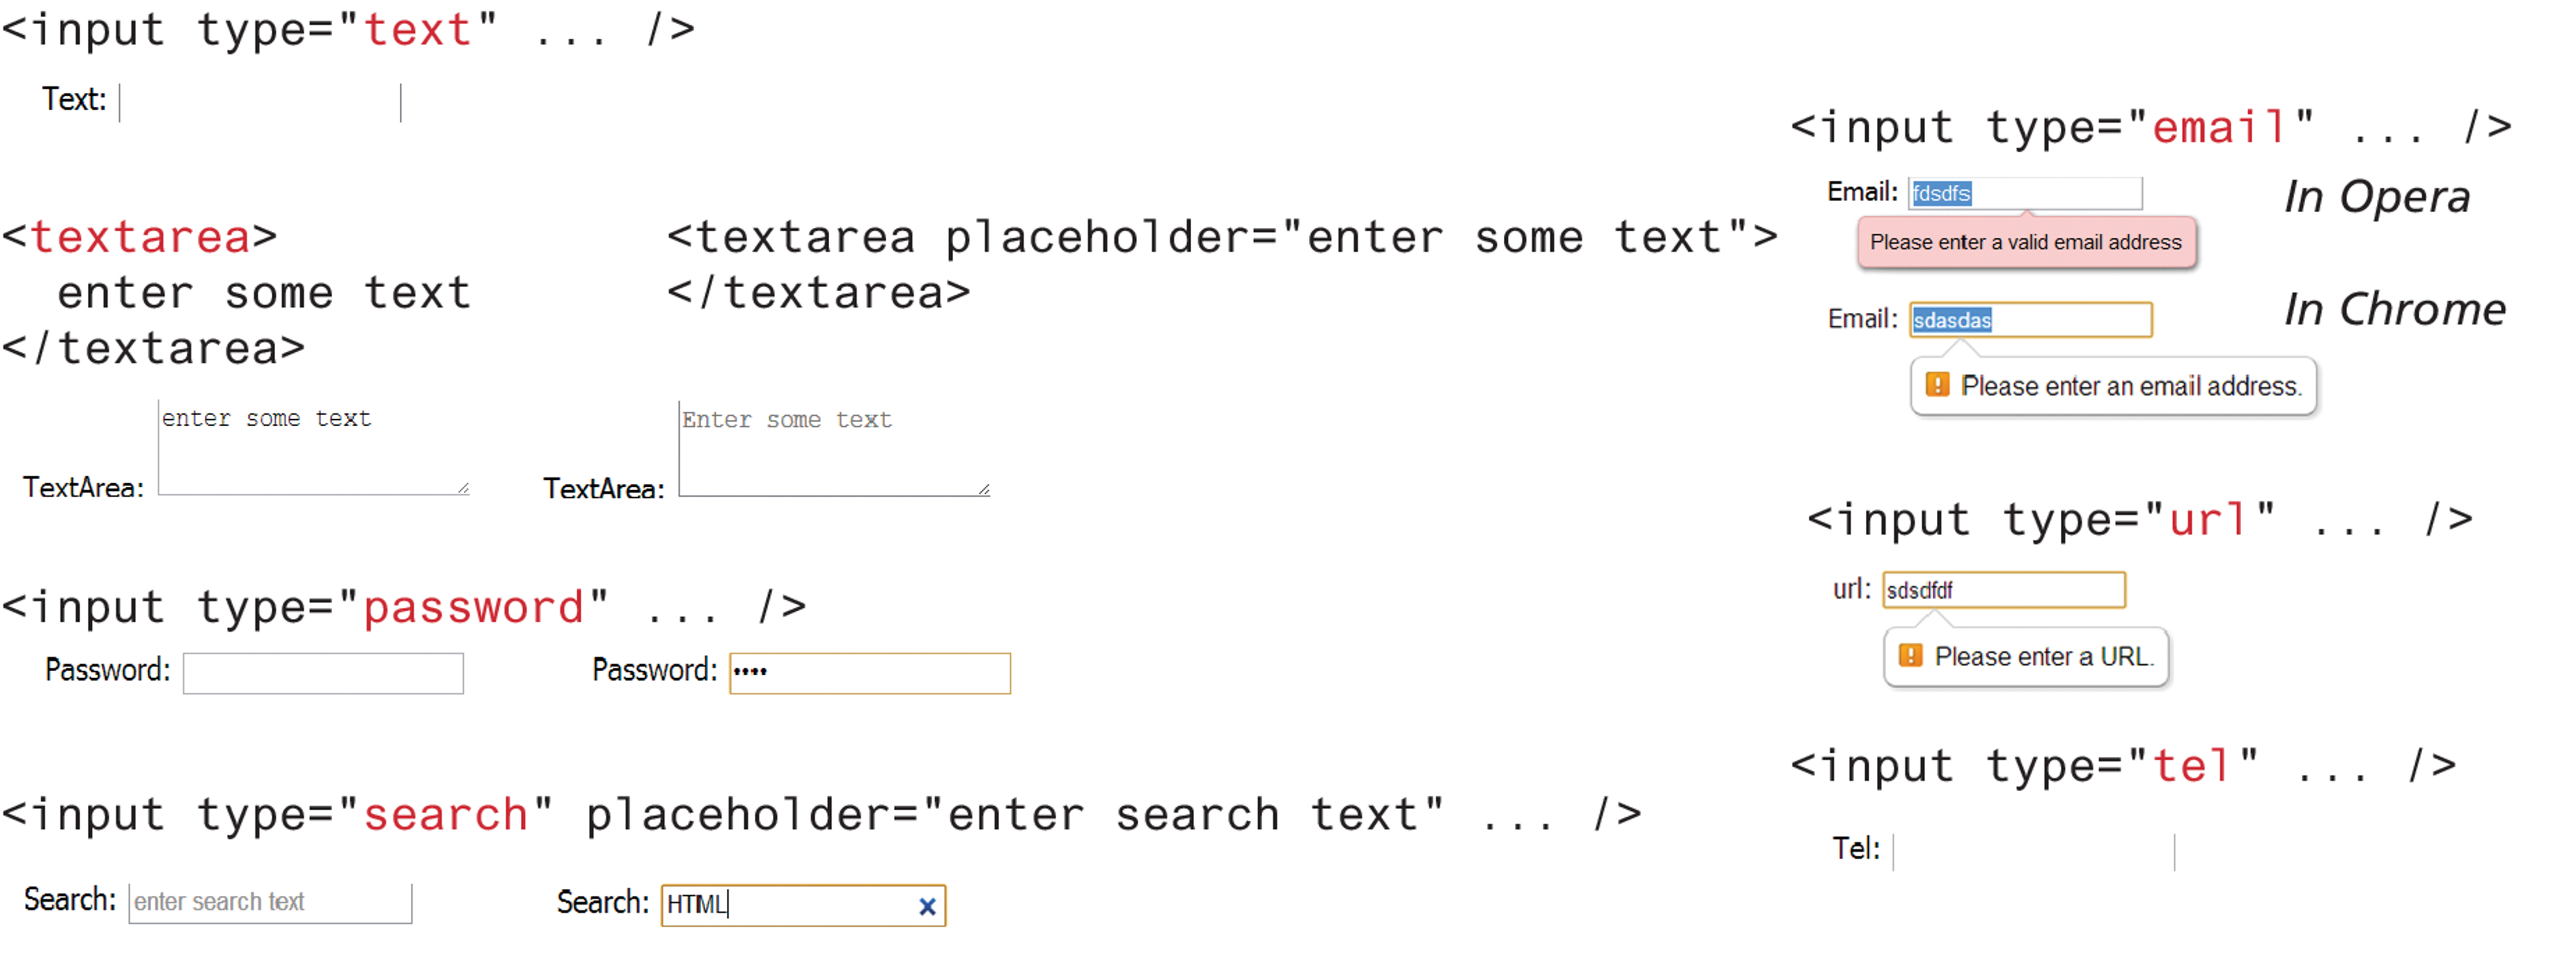 <input type="text" ... />
Text:
<textarea>
enter some text
</textarea>
<textarea placeholder="enter some text">
</textarea>
enter some text
TextArea:
Enter some text
TextArea:
<input type="password" ... />
Password:
Password: ••••
<input type="search" placeholder="enter search text" ... />
Search: enter search text
Search: HTML
<input type="email" ... />
Email: fdsdfs
In Opera
Please enter a valid email address
Email: sdasdas
In Chrome
Please enter an email address.
<input type="url" ... />
url: sdsdfdf
Please enter a URL.
<input type="tel" ... />
Tel: